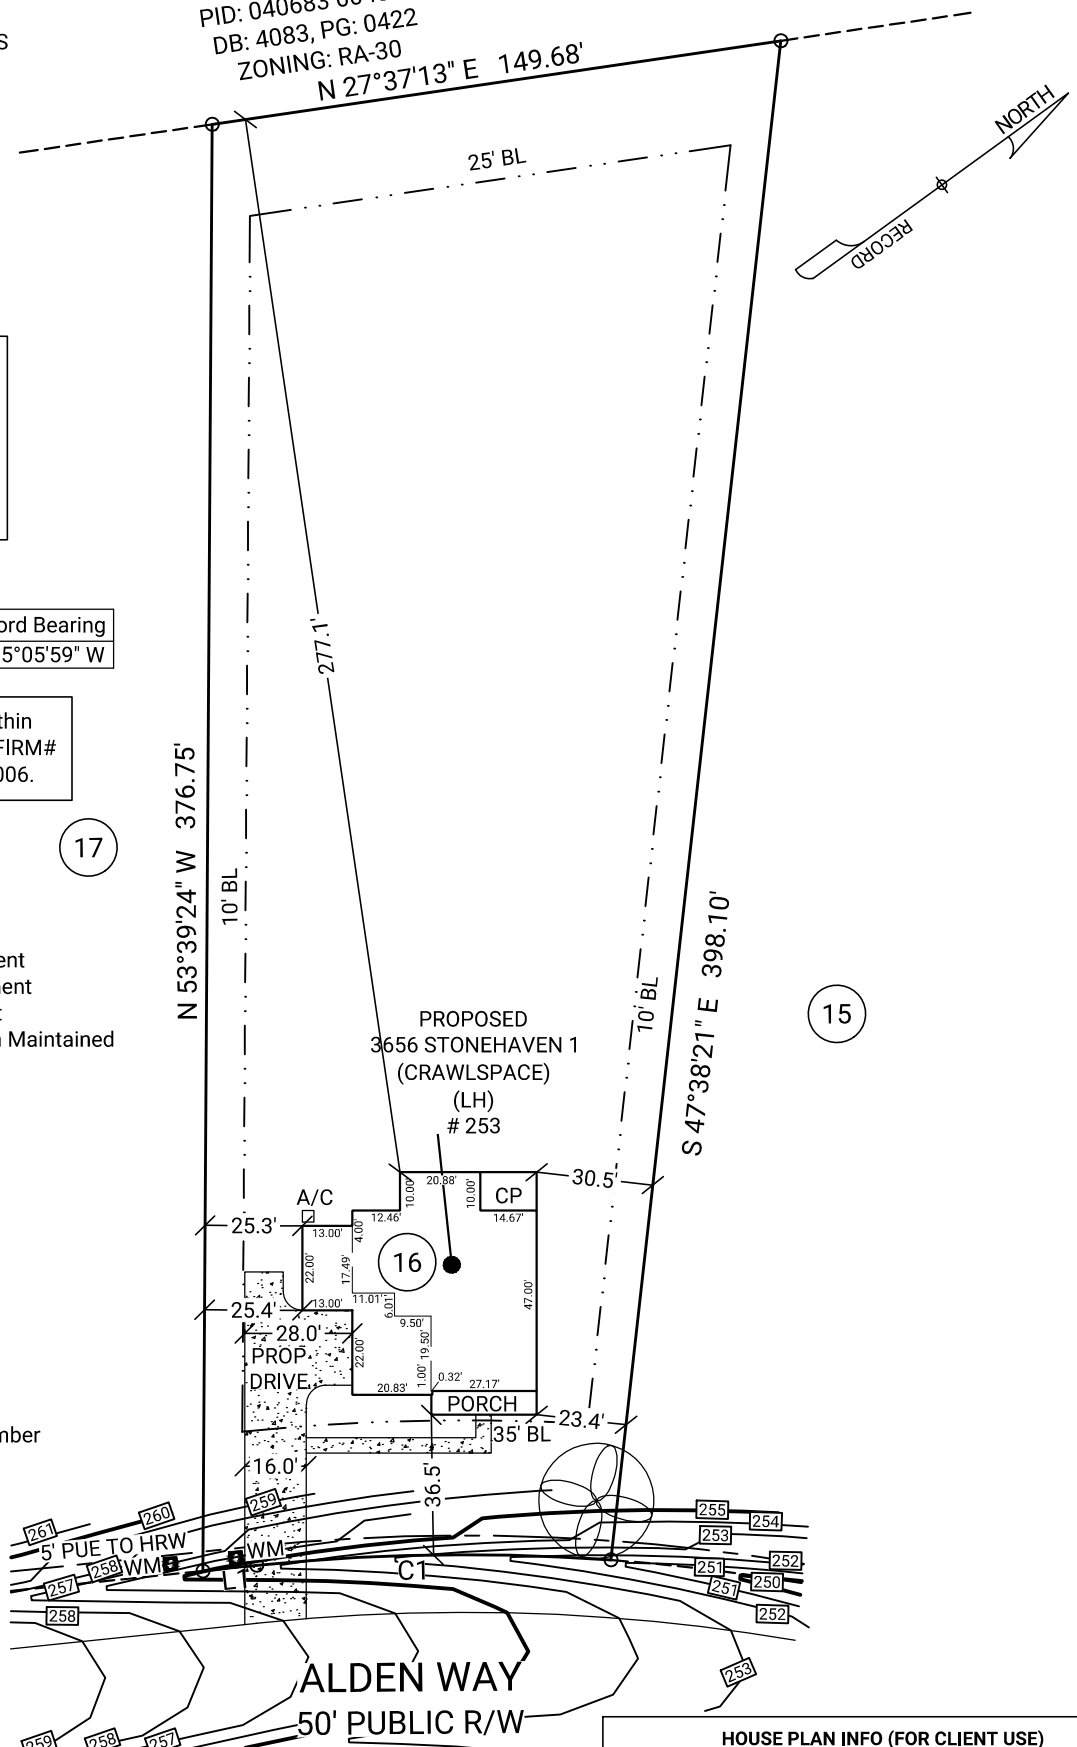 S
DB: 4083, PG: 0422
ZONING: RA-30
N 27°37'13" E 149.68'
NORTH
RECORD
25' BL
277.1'
ord Bearing
5°05'59" W
thin
FIRM#
006.
N 53°39'24" W 376.75'
17
10' BL
ent
nent
t
n Maintained
10' BL
S 47°38'21" E 398.10'
15
PROPOSED
3656 STONEHAVEN 1
(CRAWLSPACE)
(LH)
# 253
30.5'
A/C
20.88'
10.00'
10.00'
CP
12.46'
14.67'
25.3'
13.00'
4.00'
16
22.00'
17.49'
47.00'
11.01'
6.01'
25.4'
13.00'
9.50'
28.0'
22.00'
19.50'
PROP
DRIVE
1.00'
0.32'
20.83'
27.17'
PORCH
23.4'
35' BL
mber
16.0'
36.5'
259
260
261
255
254
253
5' PUE TO HRW
258
WM
WM
257
L1
C1
252
251
250
251
258
252
ALDEN WAY
50' PUBLIC R/W
253
259
258
257
HOUSE PLAN INFO (FOR CLIENT USE)